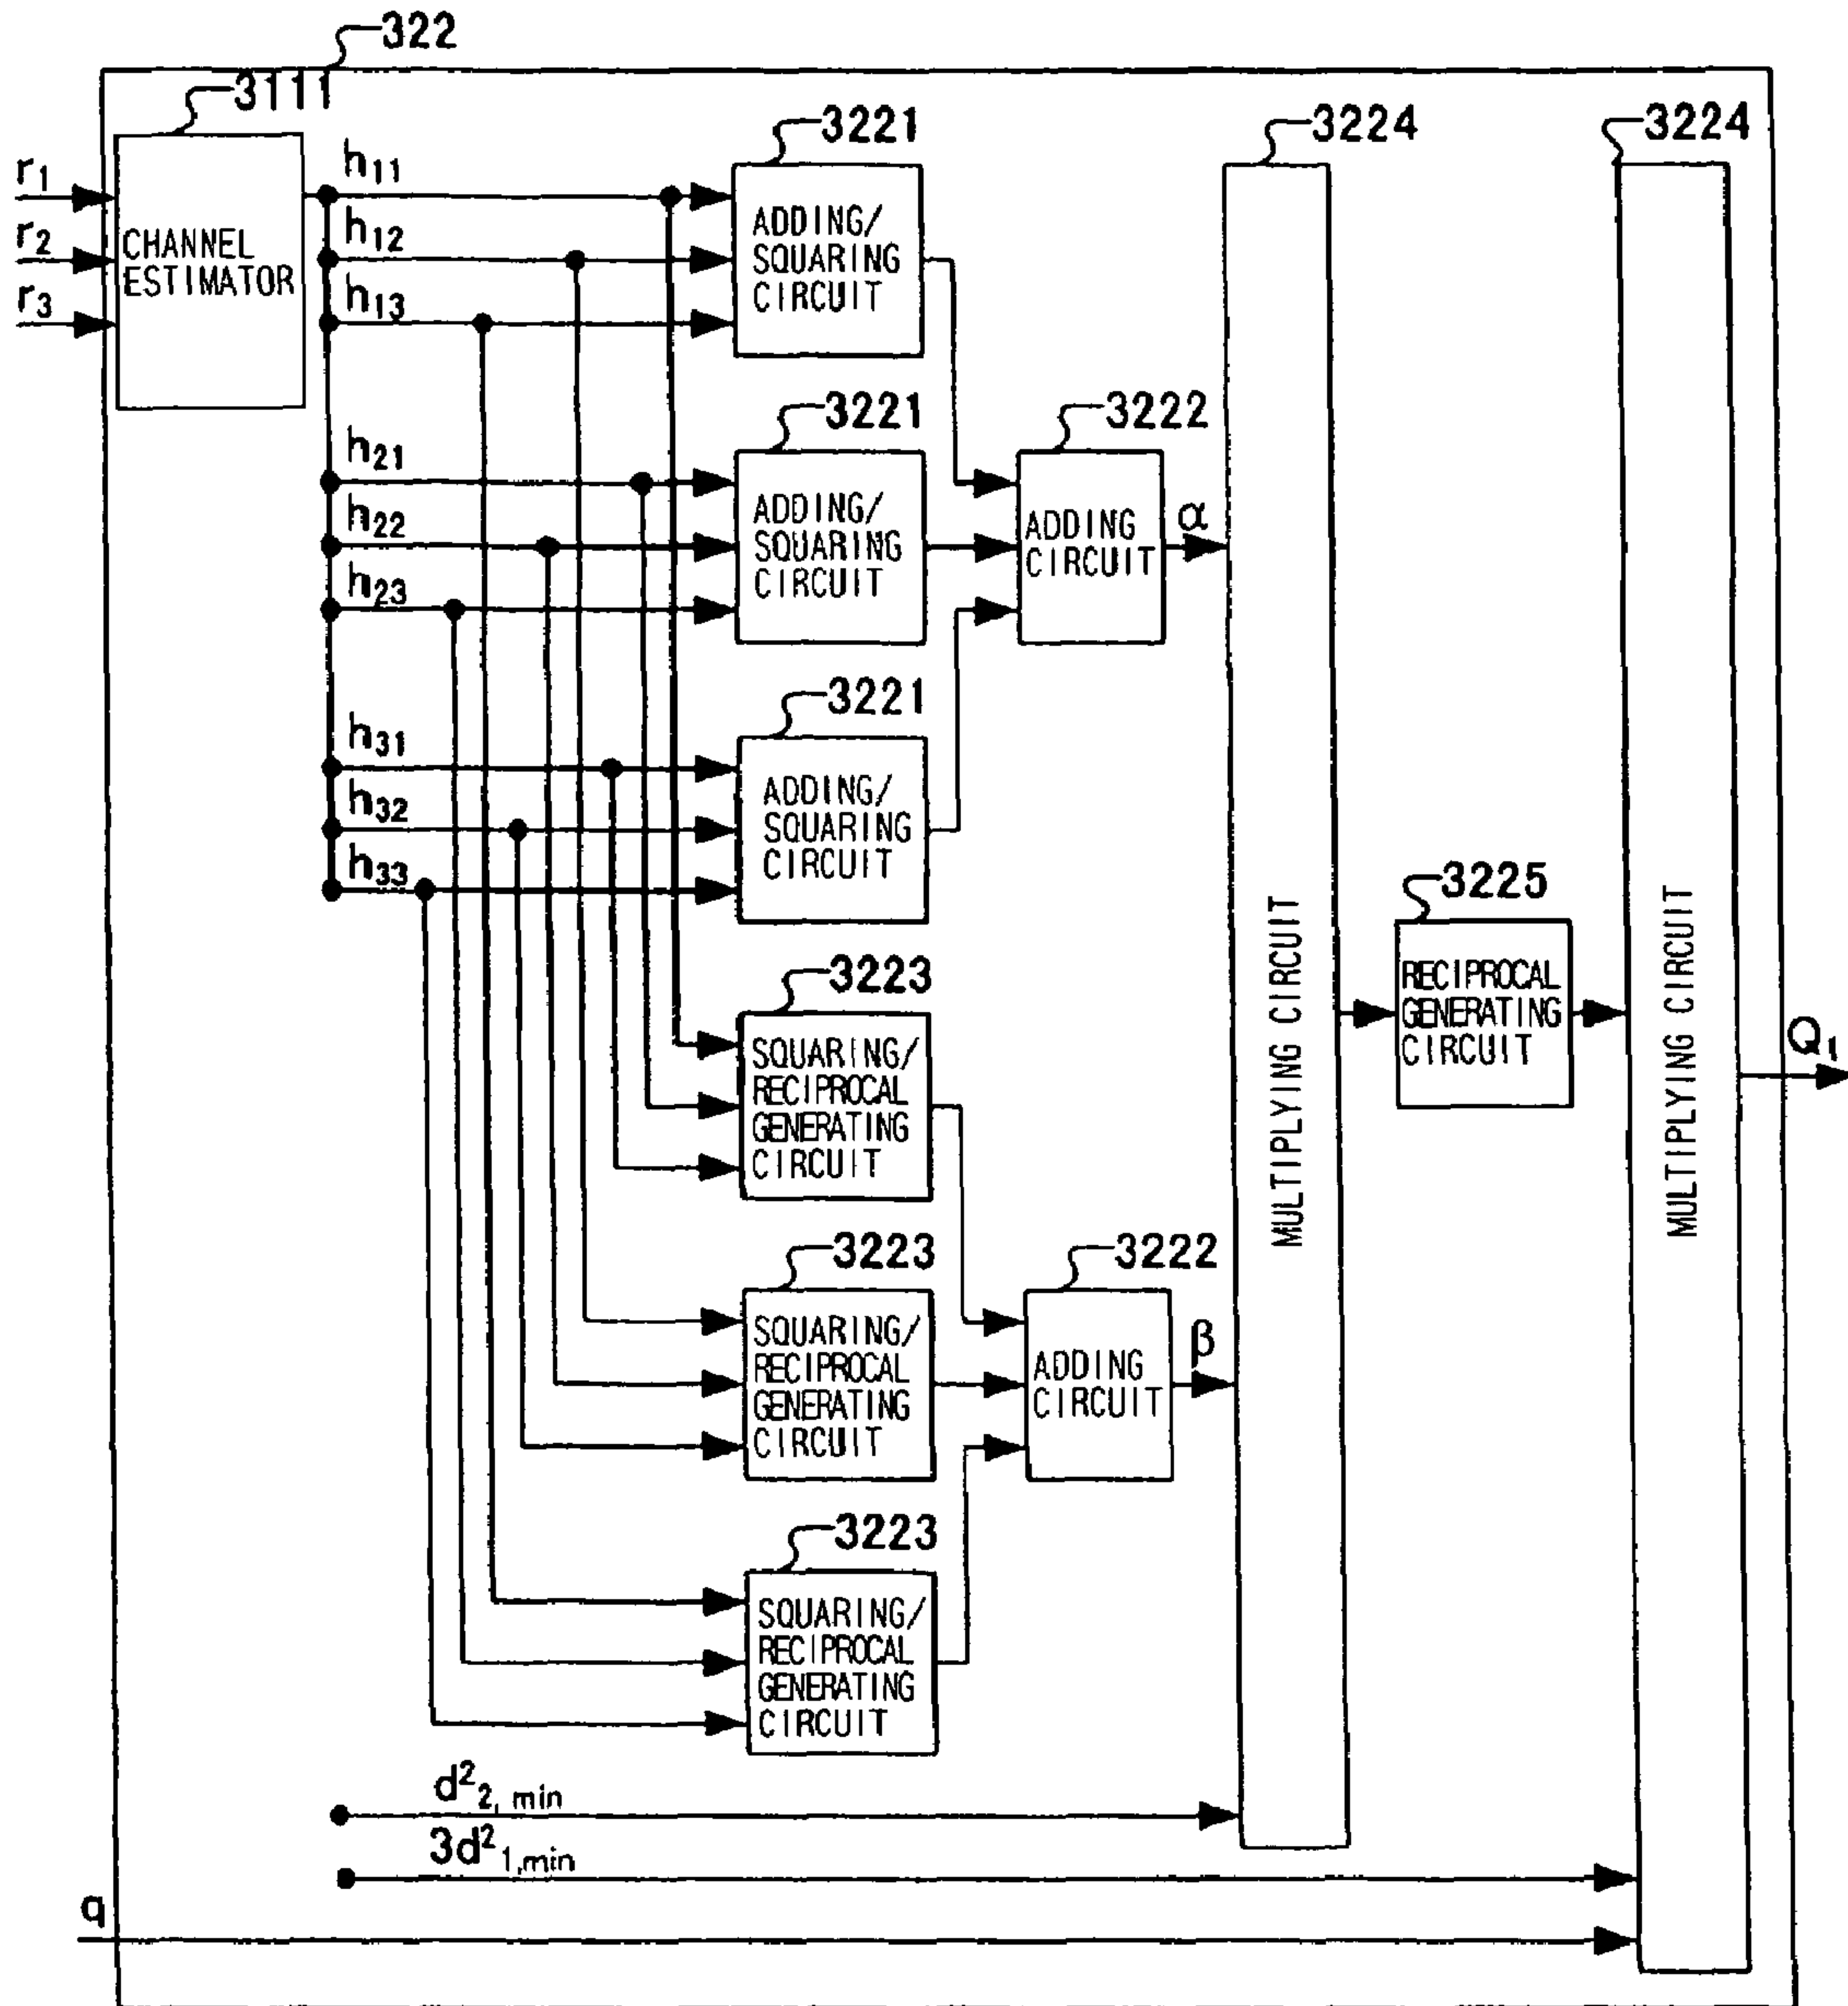 322
3111
CHANNEL
ESTIMATOR
r1
r2
r3
h11
h12
h13
3221
ADDING/
SQUARING
CIRCUIT
3224
3224
h21
h22
h23
3221
ADDING/
SQUARING
CIRCUIT
3222
ADDING
CIRCUIT
α
h31
h32
h33
3221
ADDING/
SQUARING
CIRCUIT
MULTIPLYING CIRCUIT
3225
RECIPROCAL
GENERATING
CIRCUIT
MULTIPLYING CIRCUIT
Q1
3223
SQUARING/
RECIPROCAL
GENERATING
CIRCUIT
3223
SQUARING/
RECIPROCAL
GENERATING
CIRCUIT
3222
ADDING
CIRCUIT
β
3223
SQUARING/
RECIPROCAL
GENERATING
CIRCUIT
d²2, min
3d²1,min
q